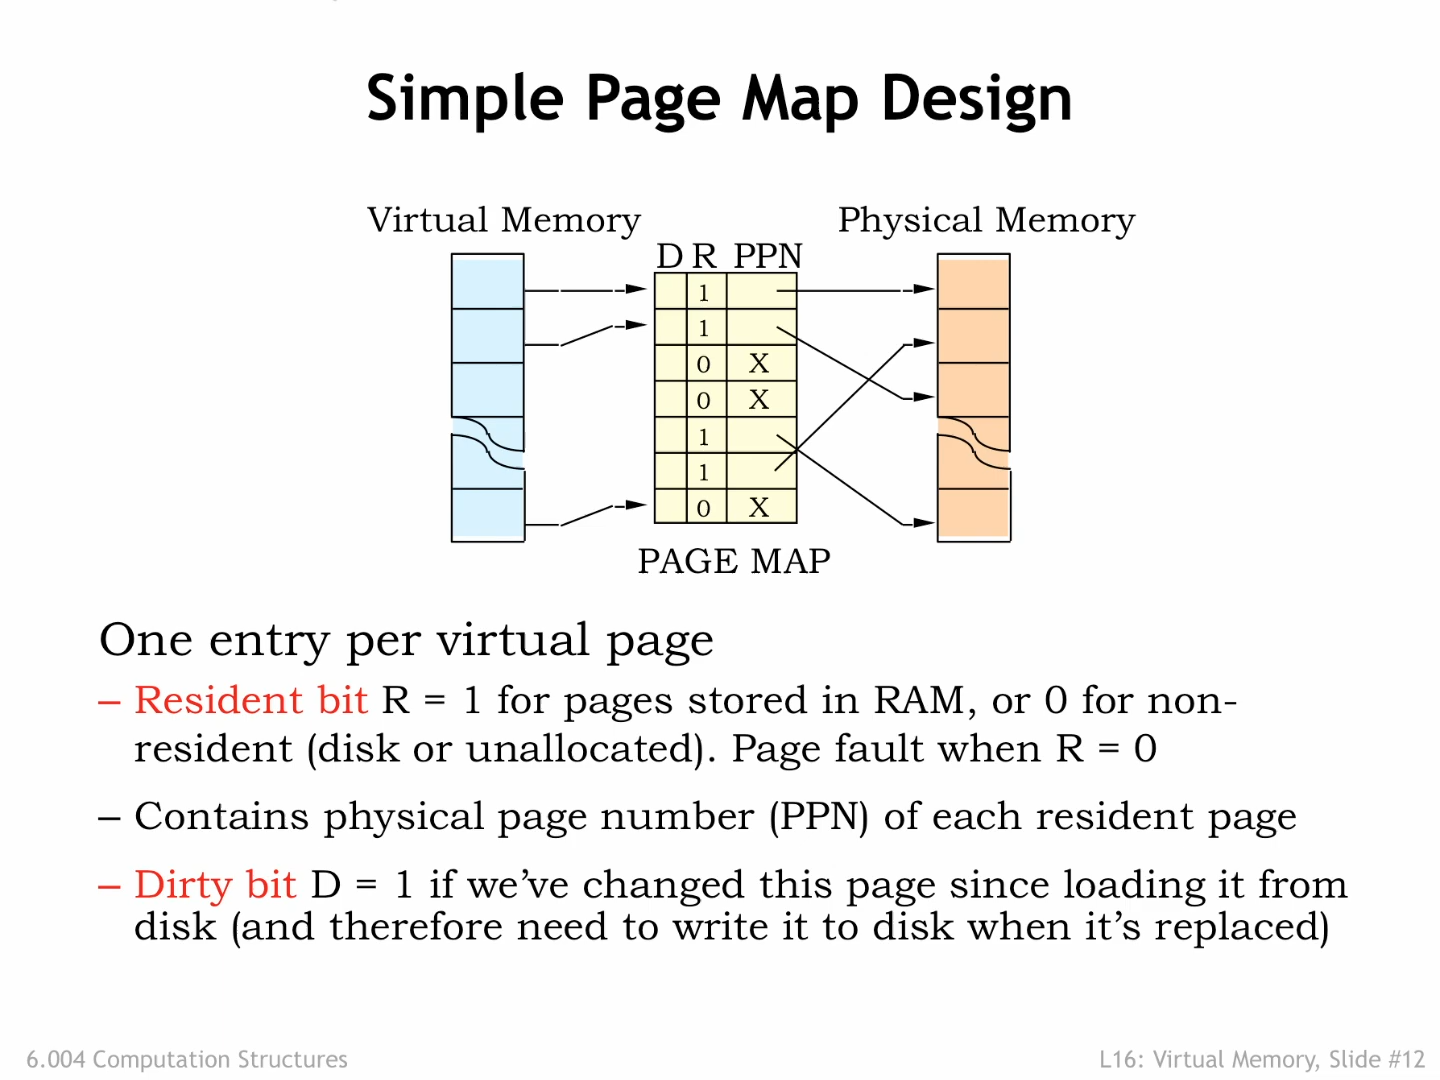 Simple Page Map Design
Virtual Memory
Physical Memory
D R PPN
1
1
0 X
0 X
1
1
0 X
PAGE MAP
One entry per virtual page
– Resident bit R = 1 for pages stored in RAM, or 0 for non-
resident (disk or unallocated). Page fault when R = 0
– Contains physical page number (PPN) of each resident page
– Dirty bit D = 1 if we’ve changed this page since loading it from
disk (and therefore need to write it to disk when it’s replaced)
6.004 Computation Structures
L16: Virtual Memory, Slide #12